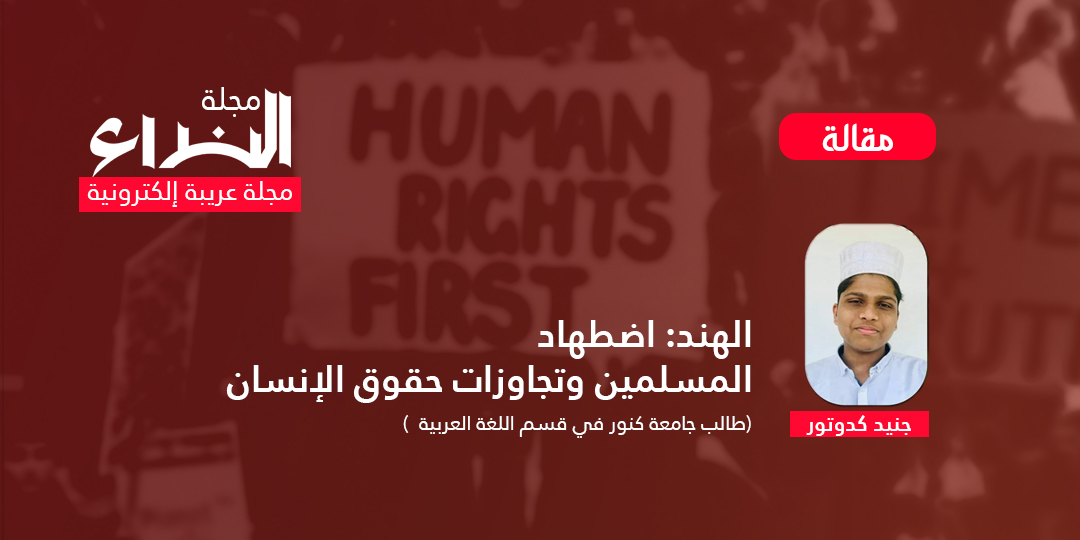 مجلة
النداء
مجلة عربية إلكترونية
مقالة
HUMAN
RIGHTS
FIRST
الهند: اضطهاد
المسلمين وتجاوزات حقوق الإنسان
(طالب جامعة كنور في قسم اللغة العربية )
جنيد كدوتور